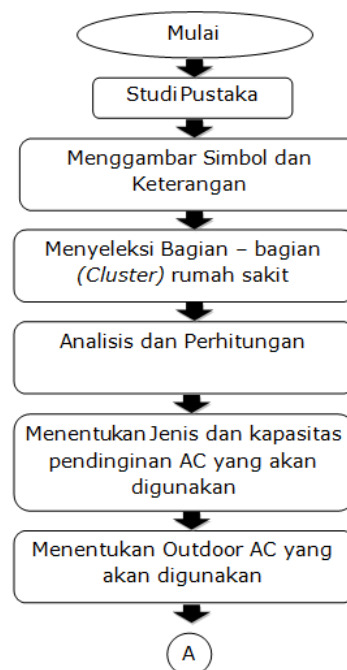 Mulai
Studi Pustaka
Menggambar Simbol dan
Keterangan
Menyeleksi Bagian – bagian
(Cluster) rumah sakit
Analisis dan Perhitungan
Menentukan Jenis dan kapasitas
pendinginan AC yang akan
digunakan
Menentukan Outdoor AC yang
akan digunakan
A